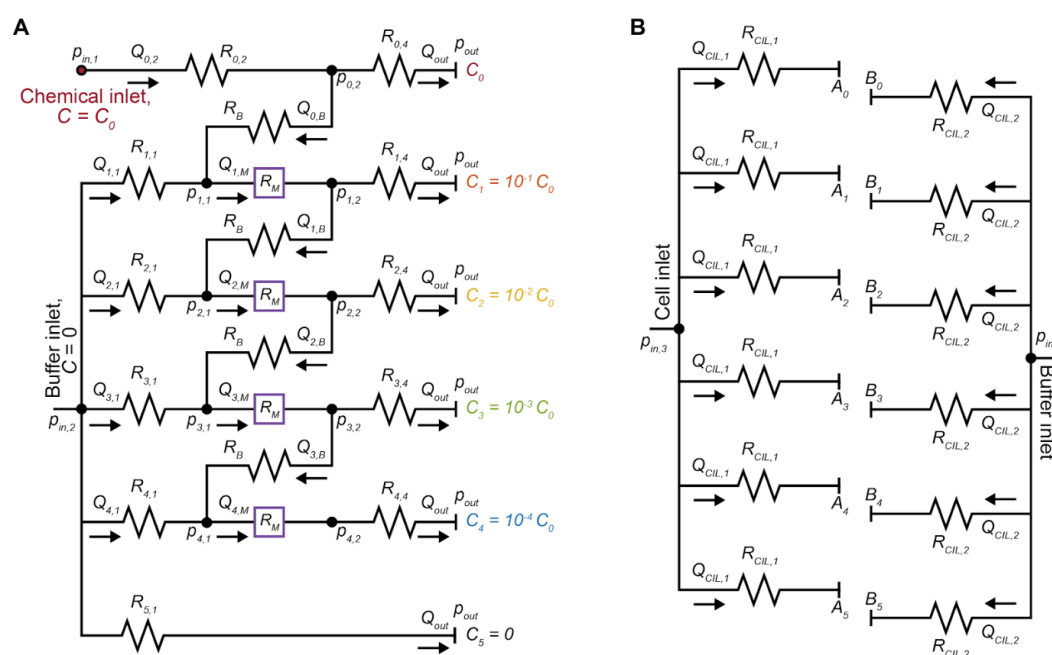 A
p_in,1
Q_0,2
R_0,2
R_0,4
Q_out
p_out
C_0
Chemical inlet,
C = C_0
p_0,2
R_B
Q_0,B
R_1,1
Q_1,1
Q_1,M
R_M
p_1,1
p_1,2
R_1,4
Q_out
p_out
C_1 = 10^-1 C_0
R_B
Q_1,B
R_2,1
Q_2,1
Q_2,M
R_M
p_2,1
p_2,2
R_2,4
Q_out
p_out
C_2 = 10^-2 C_0
R_B
Q_2,B
Buffer inlet,
C = 0
p_in,2
R_3,1
Q_3,1
Q_3,M
R_M
p_3,1
p_3,2
R_3,4
Q_out
p_out
C_3 = 10^-3 C_0
R_B
Q_3,B
R_4,1
Q_4,1
Q_4,M
R_M
p_4,1
p_4,2
R_4,4
Q_out
p_out
C_4 = 10^-4 C_0
R_5,1
Q_out
p_out
C_5 = 0
B
Q_CIL,1
R_CIL,1
A_0
B_0
R_CIL,2
Q_CIL,2
Q_CIL,1
R_CIL,1
A_1
B_1
R_CIL,2
Q_CIL,2
Q_CIL,1
R_CIL,1
A_2
B_2
R_CIL,2
Q_CIL,2
Cell inlet
p_in,3
p_in
Buffer inlet
Q_CIL,1
R_CIL,1
A_3
B_3
R_CIL,2
Q_CIL,2
Q_CIL,1
R_CIL,1
A_4
B_4
R_CIL,2
Q_CIL,2
Q_CIL,1
R_CIL,1
A_5
B_5
R_CIL,2
Q_CIL,2